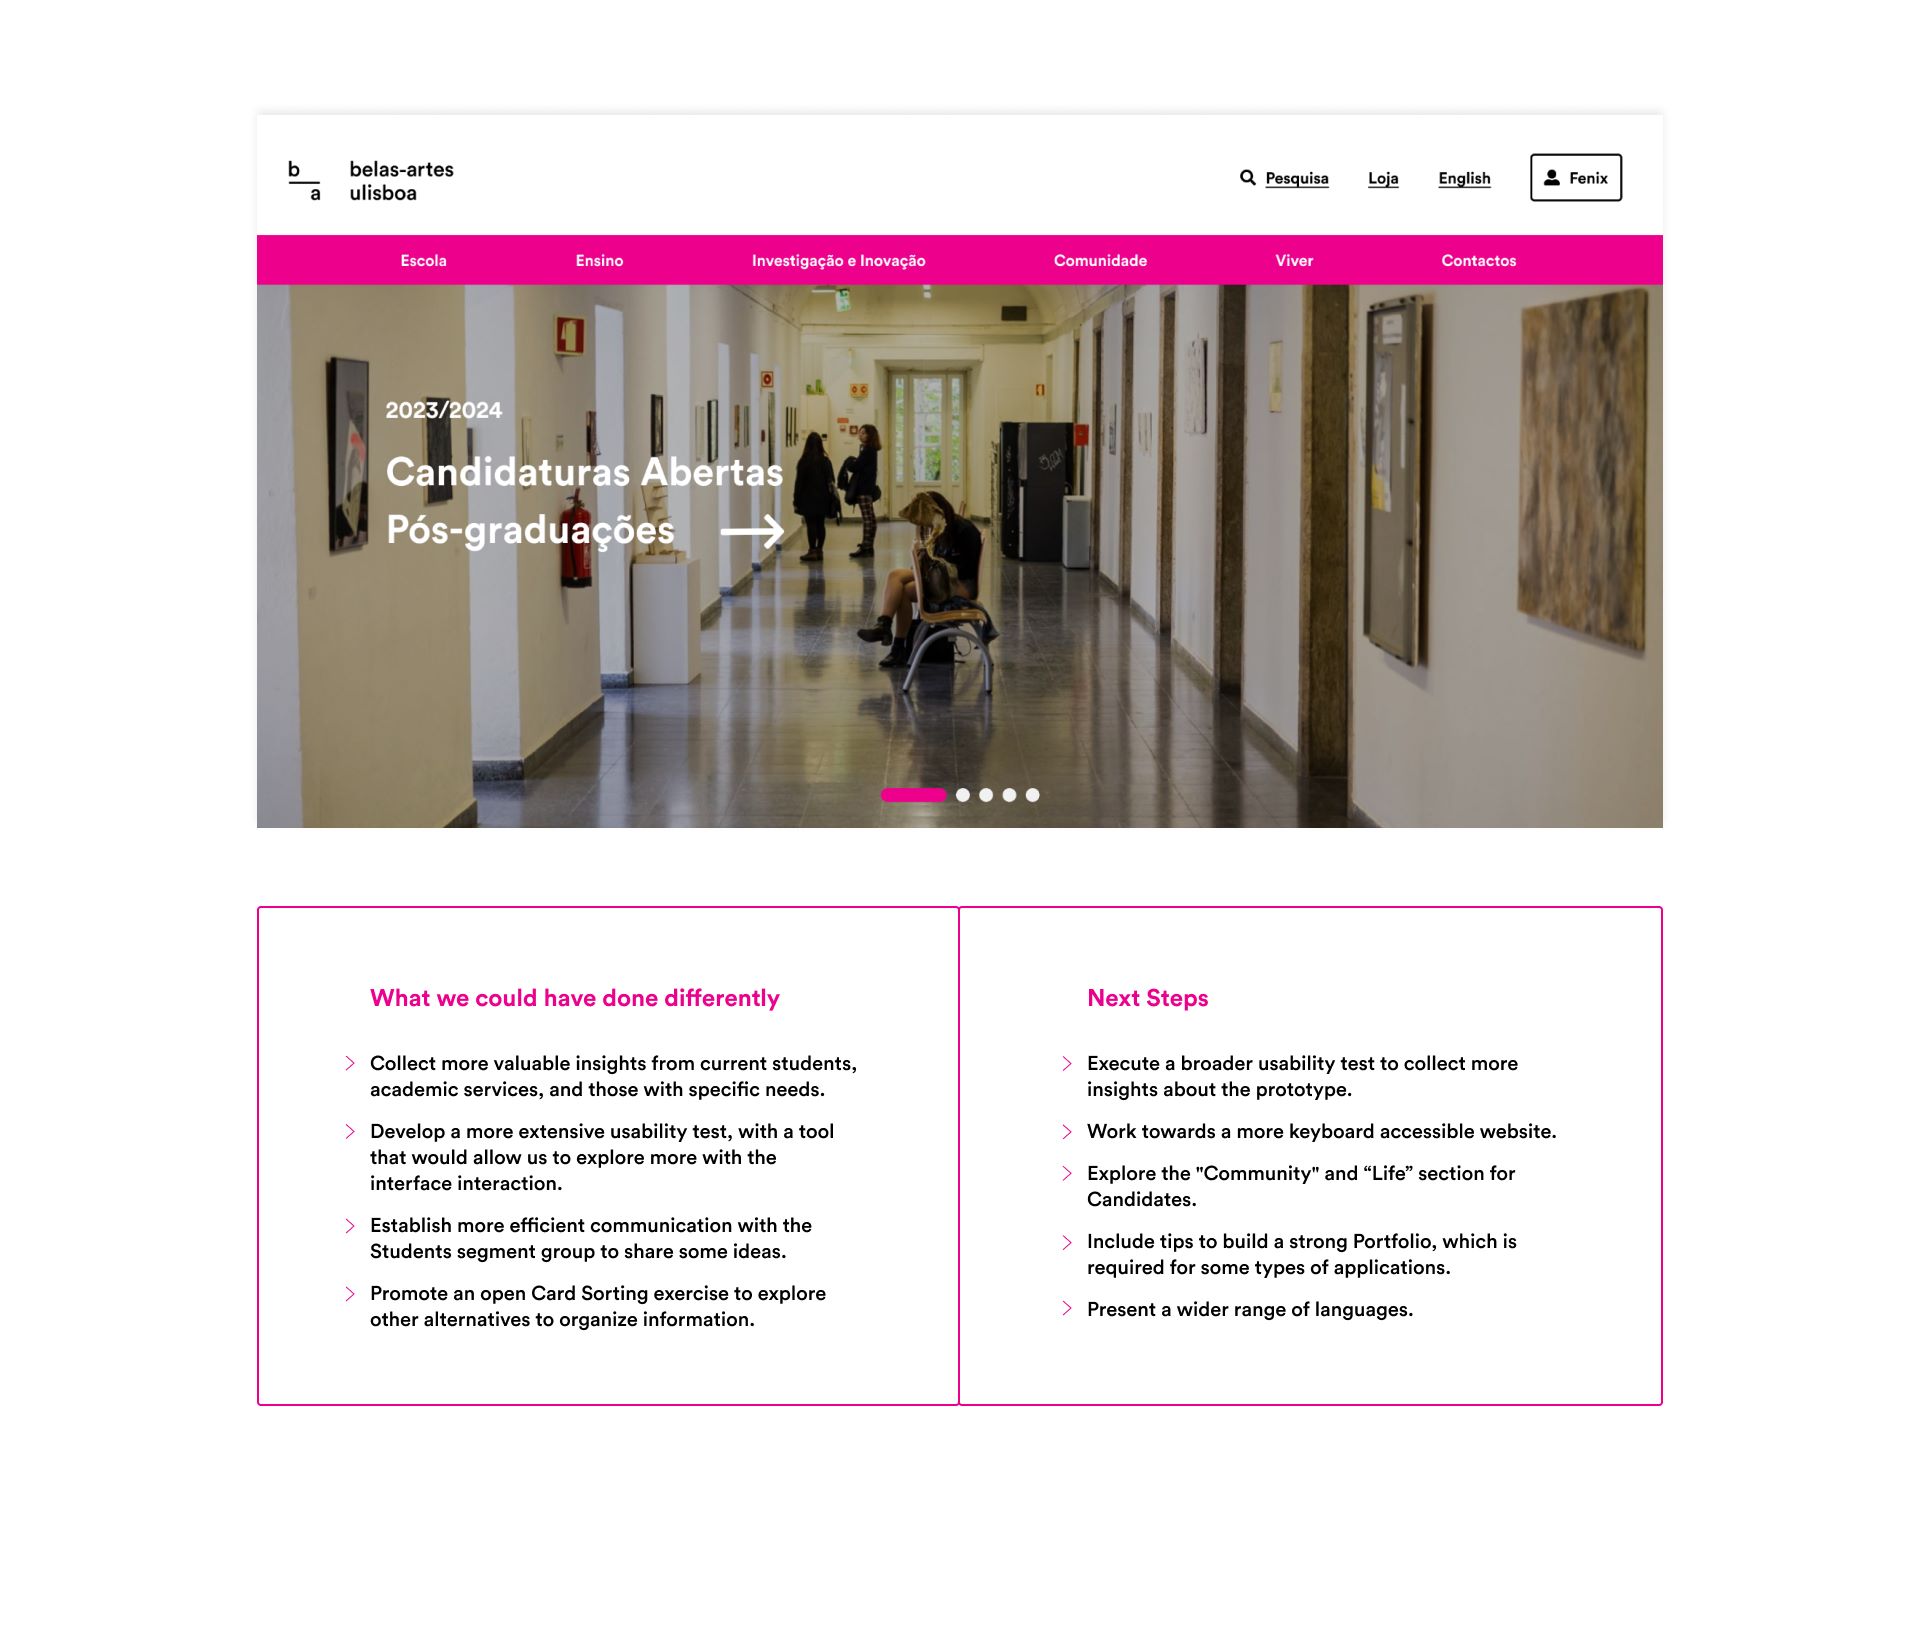 b
a
belas-artes
ulisboa
Pesquisa Loja English Fenix
Escola Ensino Investigação e Inovação Comunidade Viver Contactos
2023/2024
Candidaturas Abertas
Pós-graduações
What we could have done differently
Collect more valuable insights from current students,
academic services, and those with specific needs.
Develop a more extensive usability test, with a tool
that would allow us to explore more with the
interface interaction.
Establish more efficient communication with the
Students segment group to share some ideas.
Promote an open Card Sorting exercise to explore
other alternatives to organize information.
Next Steps
Execute a broader usability test to collect more
insights about the prototype.
Work towards a more keyboard accessible website.
Explore the "Community" and “Life” section for
Candidates.
Include tips to build a strong Portfolio, which is
required for some types of applications.
Present a wider range of languages.